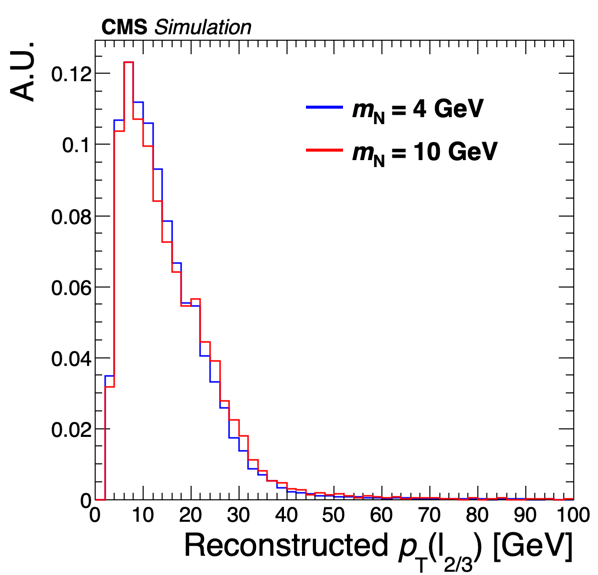 CMS Simulation
A.U.
0.12
0.1
0.08
0.06
0.04
0.02
0
m_N = 4 GeV
m_N = 10 GeV
0 10 20 30 40 50 60 70 80 90 100
Reconstructed p_T(l_2/3) [GeV]